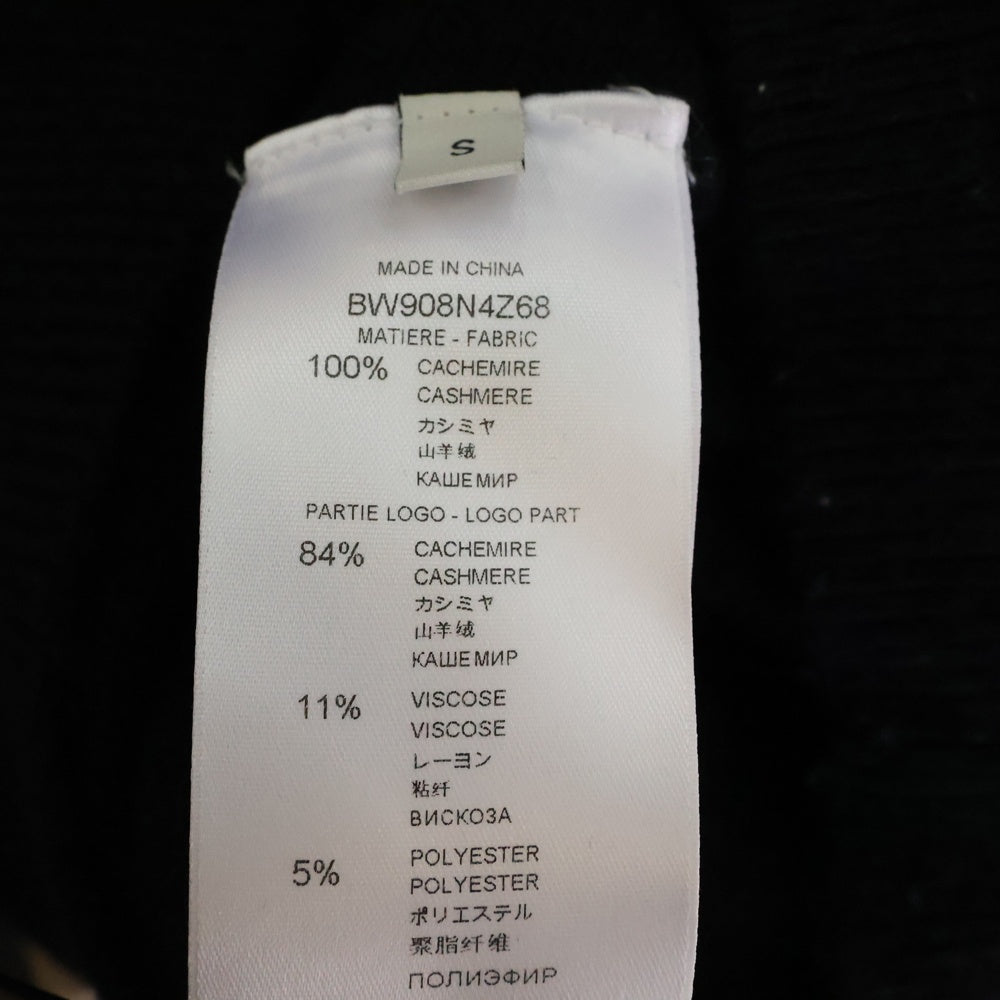 S
MADE IN CHINA
BW908N4Z68
MATIERE - FABRIC
100% CACHEMIRE
CASHMERE
カシミヤ
山羊绒
КАШЕМИР
PARTIE LOGO - LOGO PART
84% CACHEMIRE
CASHMERE
カシミヤ
山羊绒
КАШЕМИР
11% VISCOSE
VISCOSE
レーヨン
粘纤
ВИСКОЗА
5% POLYESTER
POLYESTER
ポリエステル
聚脂纤维
ПОЛИЭФИР